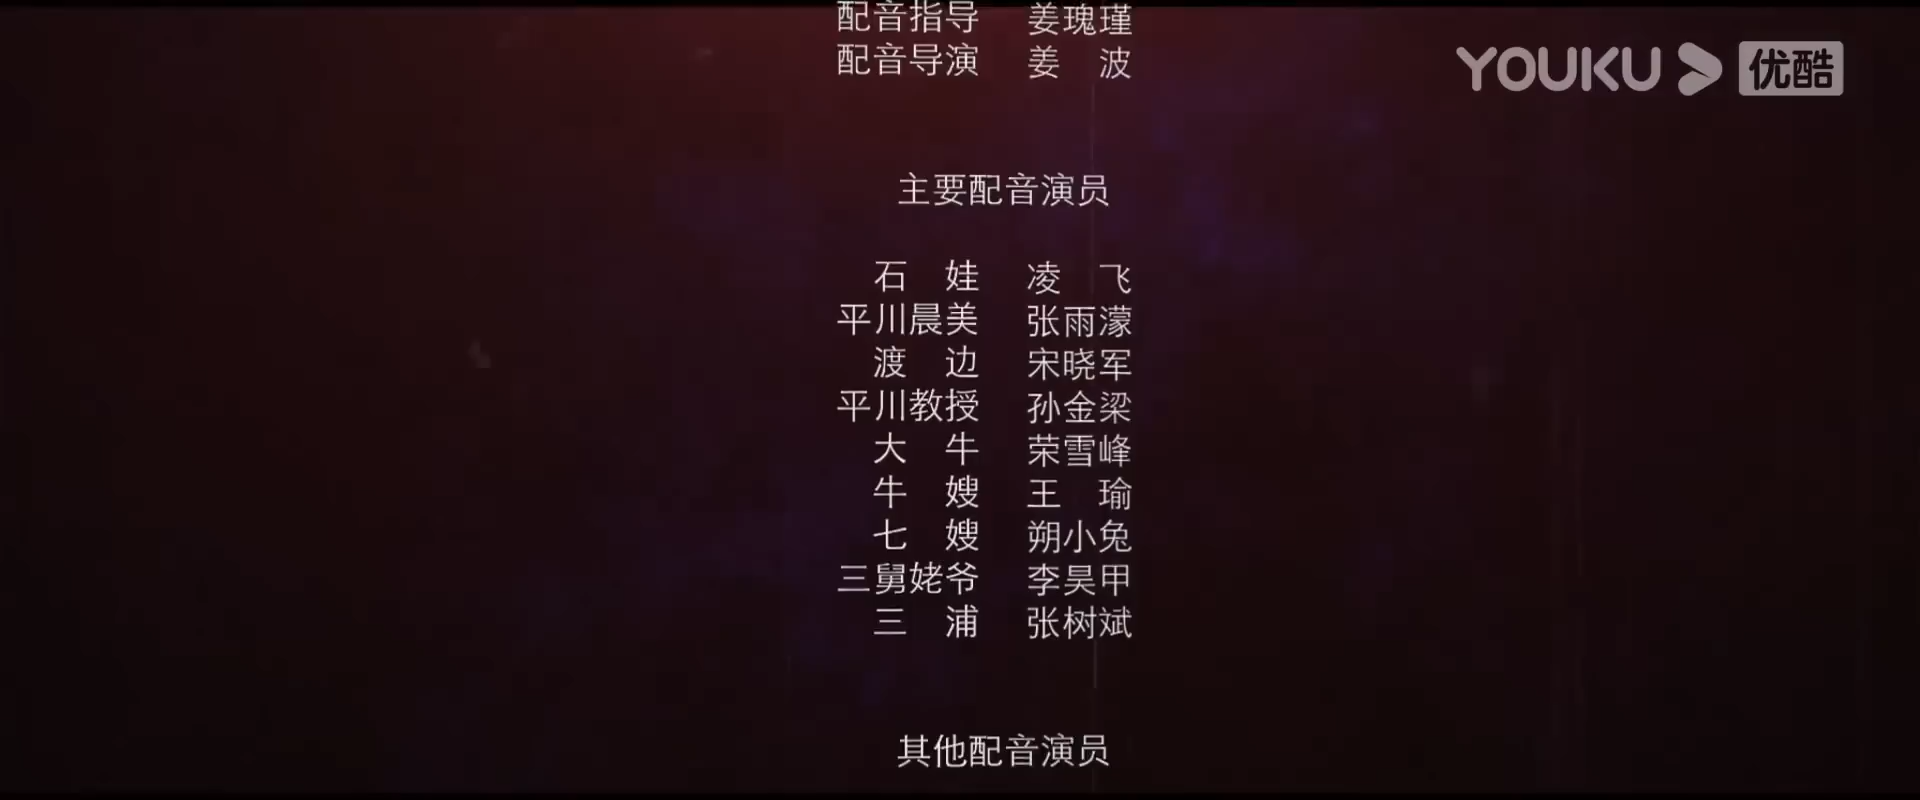 配音指导 姜瑰瑾
配音导演 姜 波
YOUKU 优酷
主要配音演员
石 娃 凌 飞
平川晨美 张雨濛
渡 边 宋晓军
平川教授 孙金梁
大 牛 荣雪峰
牛 嫂 王 瑜
七 嫂 朔小兔
三舅姥爷 李昊甲
三 浦 张树斌
其他配音演员